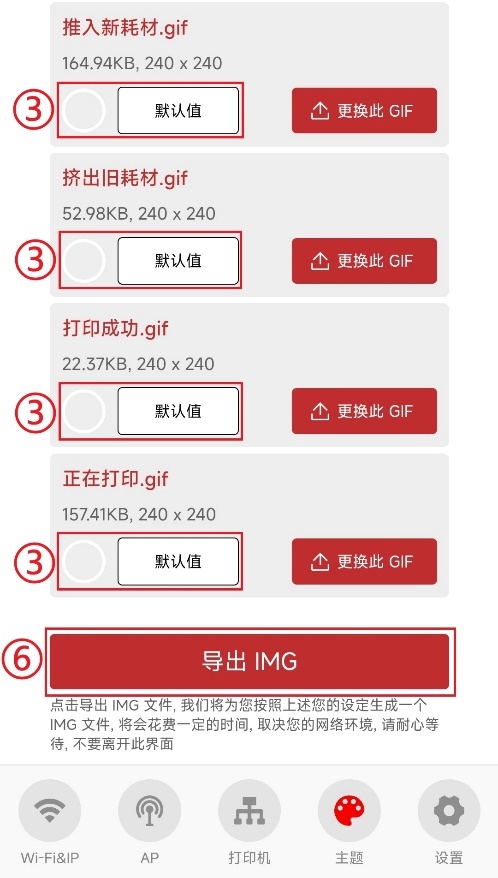 推入新耗材.gif
164.94KB, 240 x 240
③ 默认值 更换此 GIF
挤出旧耗材.gif
52.98KB, 240 x 240
③ 默认值 更换此 GIF
打印成功.gif
22.37KB, 240 x 240
③ 默认值 更换此 GIF
正在打印.gif
157.41KB, 240 x 240
③ 默认值 更换此 GIF
⑥ 导出 IMG
点击导出 IMG 文件, 我们将为您按照上述您的设定生成一个
IMG 文件, 将会花费一定的时间, 取决您的网络环境, 请耐心等
待, 不要离开此界面
Wi-Fi&IP AP 打印机 主题 设置